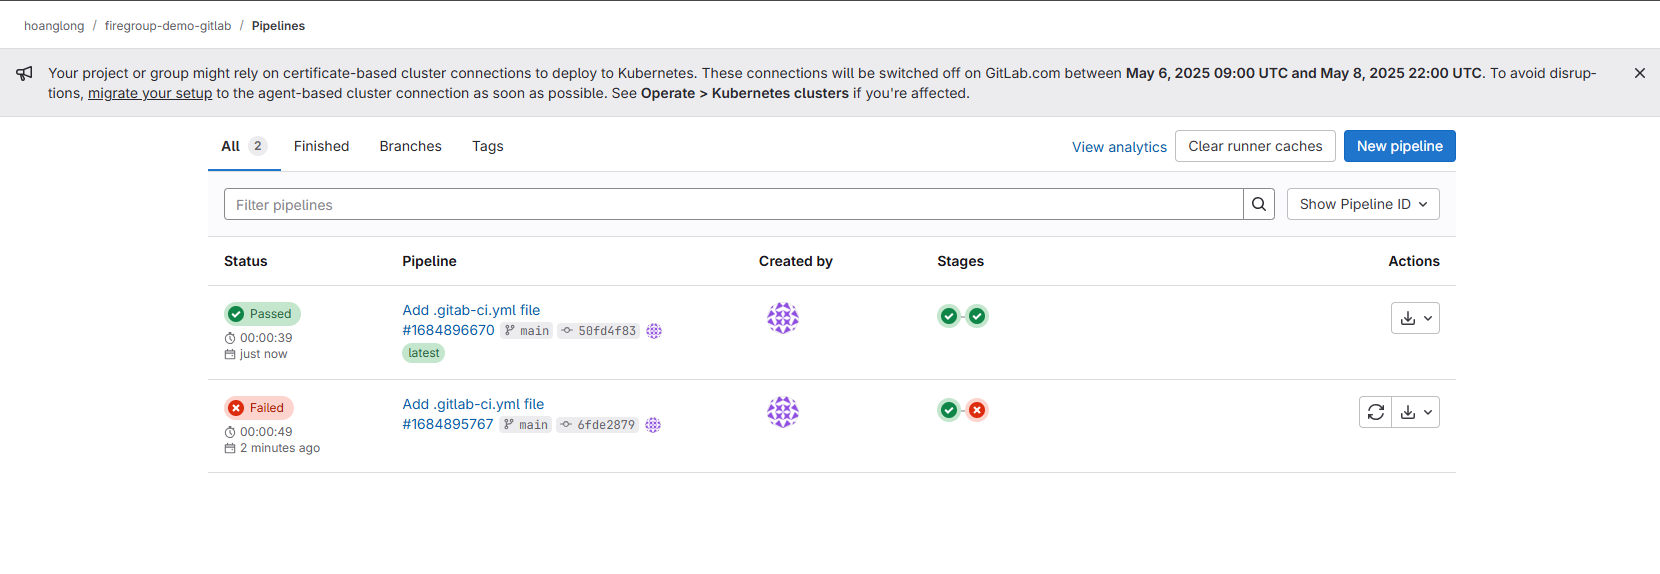 hoanglong / firegroup-demo-gitlab / Pipelines
Your project or group might rely on certificate-based cluster connections to deploy to Kubernetes. These connections will be switched off on GitLab.com between May 6, 2025 09:00 UTC and May 8, 2025 22:00 UTC. To avoid disrup-
tions, migrate your setup to the agent-based cluster connection as soon as possible. See Operate > Kubernetes clusters if you're affected.
All 2 Finished Branches Tags View analytics Clear runner caches New pipeline
Filter pipelines Show Pipeline ID
Status Pipeline Created by Stages Actions
Passed Add .gitab-ci.yml file
00:00:39 #1684896670 main 50fd4f83
just now latest
Failed Add .gitlab-ci.yml file
00:00:49 #1684895767 main 6fde2879
2 minutes ago